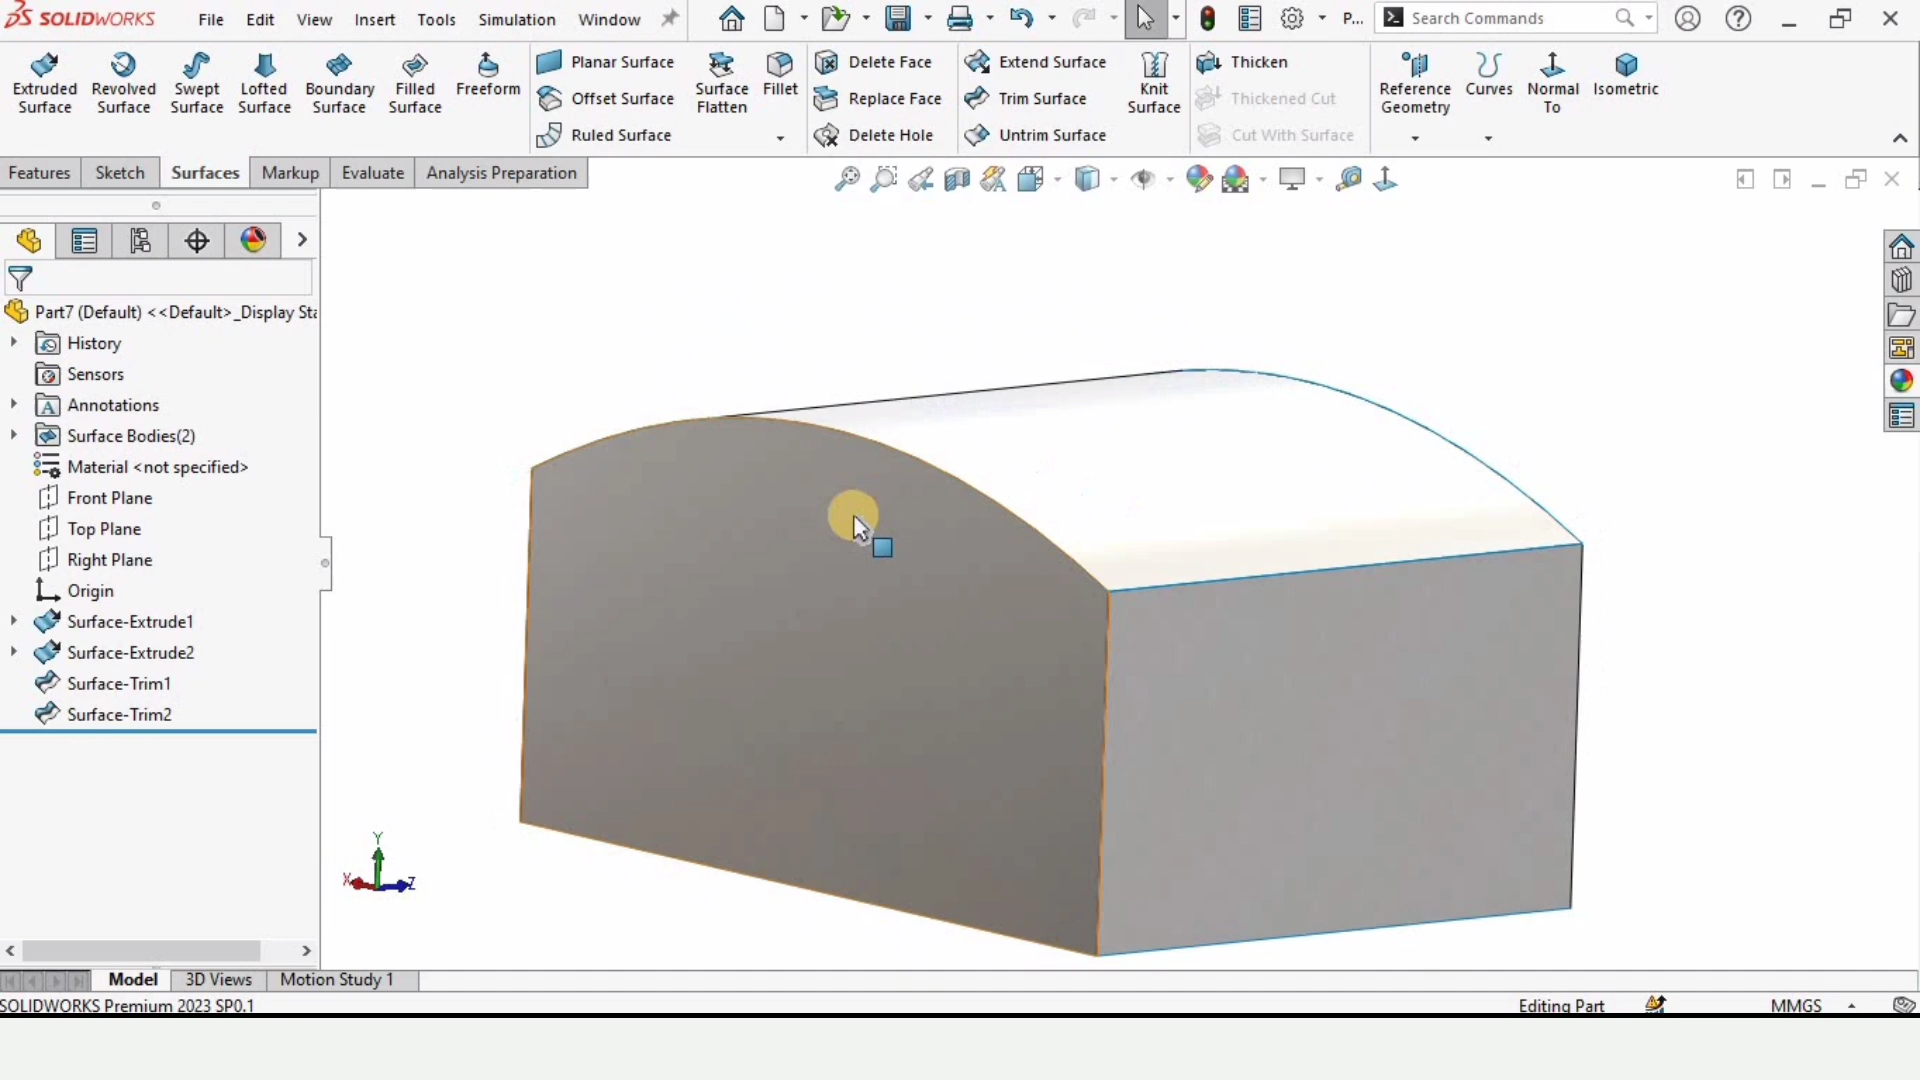 SOLIDWORKS File Edit View Insert Tools Simulation Window P... Search Commands
Extruded Surface
Revolved Surface
Swept Surface
Lofted Surface
Boundary Surface
Filled Surface
Freeform
Planar Surface
Offset Surface
Ruled Surface
Surface Flatten
Fillet
Delete Face
Replace Face
Delete Hole
Extend Surface
Trim Surface
Untrim Surface
Knit Surface
Thicken
Thickened Cut
Cut With Surface
Reference Geometry
Curves
Normal To
Isometric
Features Sketch Surfaces Markup Evaluate Analysis Preparation
Part7 (Default) <<Default>_Display Sta
History
Sensors
Annotations
Surface Bodies(2)
Material <not specified>
Front Plane
Top Plane
Right Plane
Origin
Surface-Extrude1
Surface-Extrude2
Surface-Trim1
Surface-Trim2
Y
X Z
Model 3D Views Motion Study 1
SOLIDWORKS Premium 2023 SP0.1 Editing Part MMGS